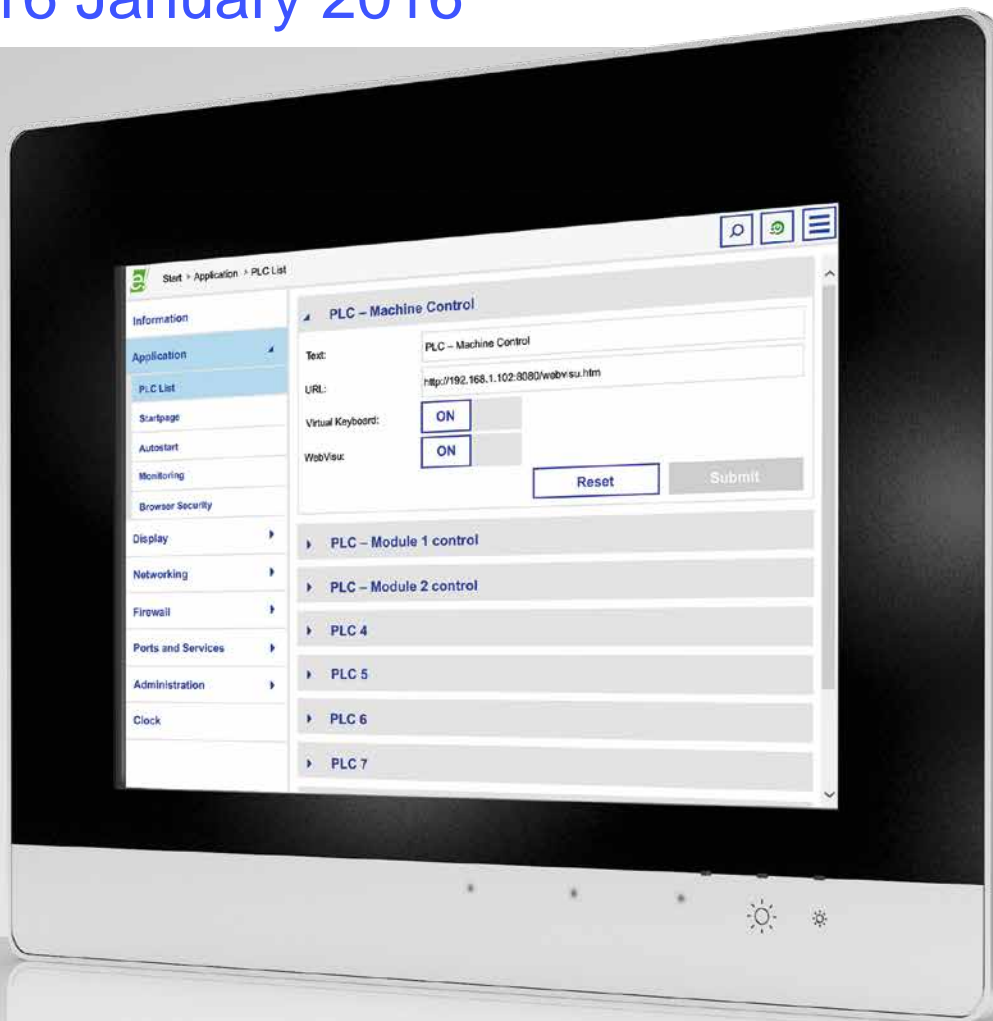 16 January 2016
e!
Start > Application > PLC List
Information
Application
PLC List
Startpage
Autostart
Monitoring
Browser Security
Display
Networking
Firewall
Ports and Services
Administration
Clock
PLC – Machine Control
Text:
PLC – Machine Control
URL:
http://192.168.1.102:8080/webvisu.htm
Virtual Keyboard:
ON
WebVisu:
ON
Reset
Submit
PLC – Module 1 control
PLC – Module 2 control
PLC 4
PLC 5
PLC 6
PLC 7